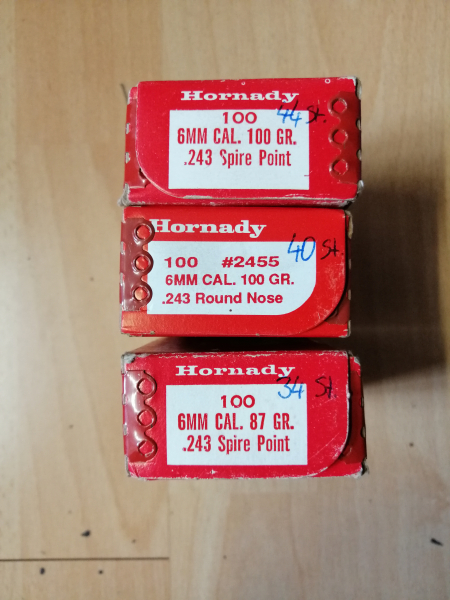 Hornady
100 44 St.
6MM CAL. 100 GR.
.243 Spire Point
Hornady
100 #2455 40 St.
6MM CAL. 100 GR.
.243 Round Nose
Hornady
100 34 St.
6MM CAL. 87 GR.
.243 Spire Point